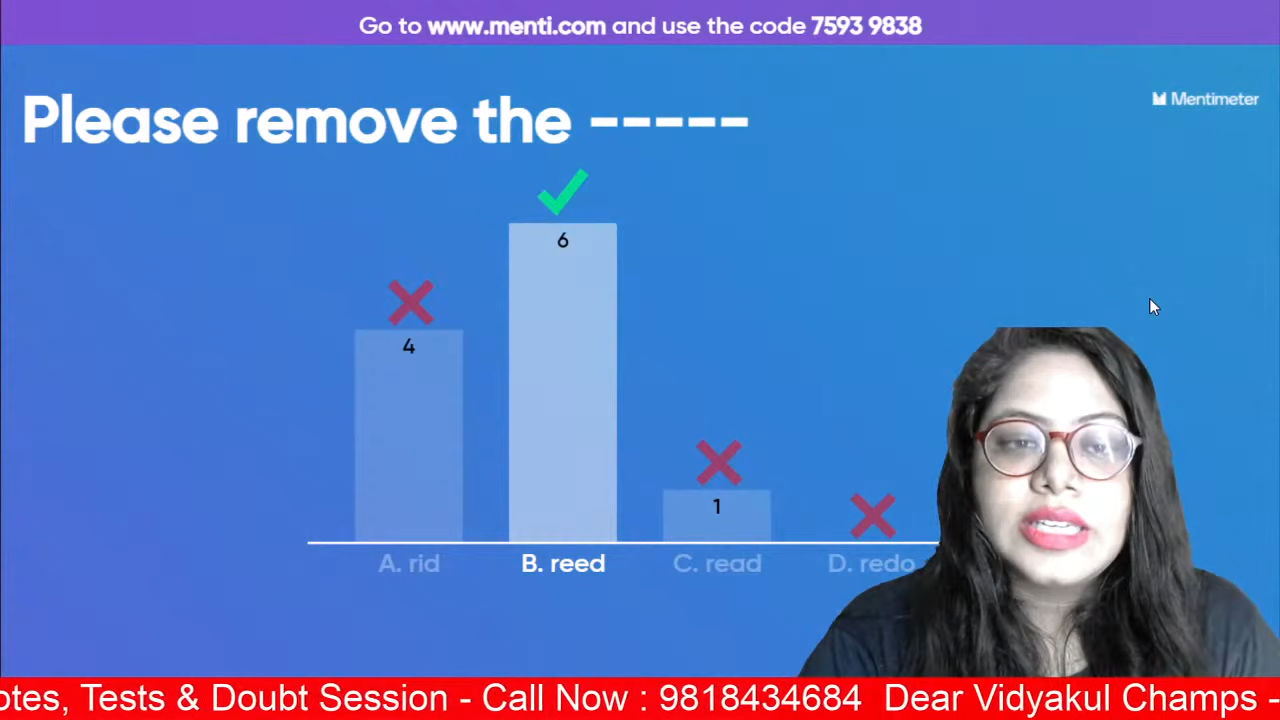 Go to www.menti.com and use the code 7593 9838
Mentimeter
Please remove the -----
6
4
1
A. rid B. reed C. read D. redo
otes, Tests & Doubt Session - Call Now : 9818434684 Dear Vidyakul Champs -